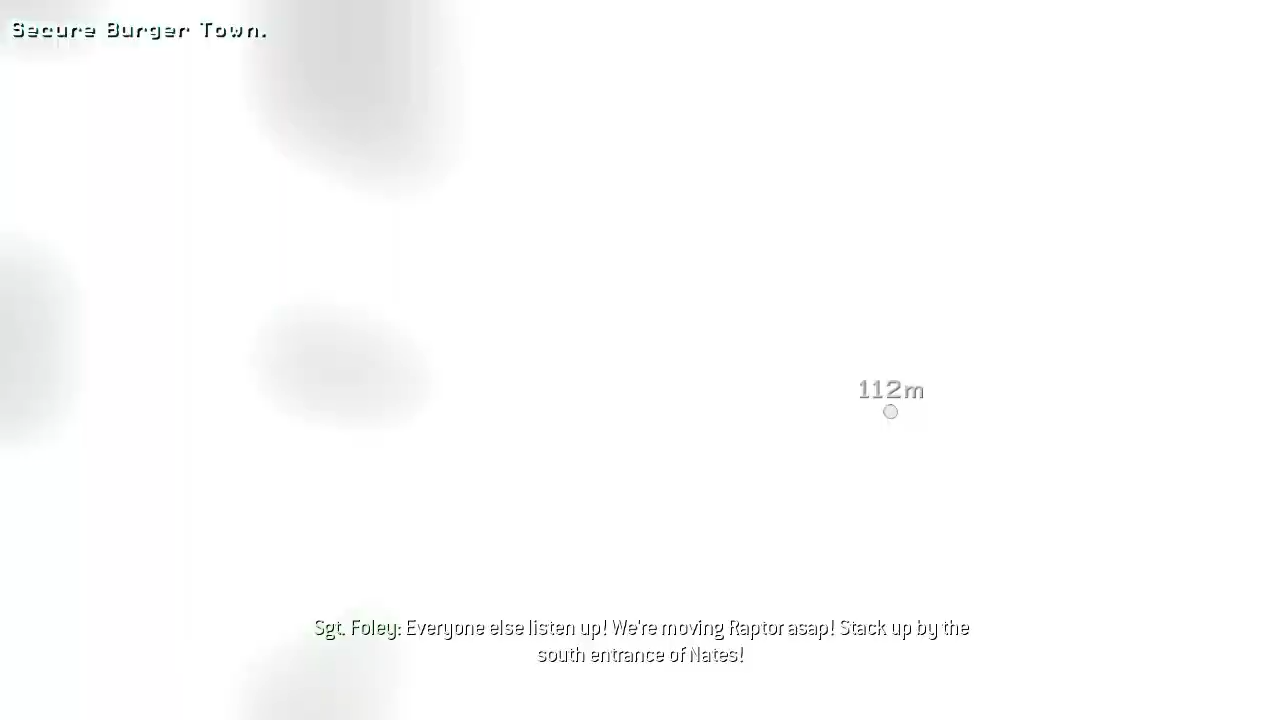 Secure Burger Town.
112m
Sgt. Foley: Everyone else listen up! We're moving Raptor asap! Stack up by the
south entrance of Nates!